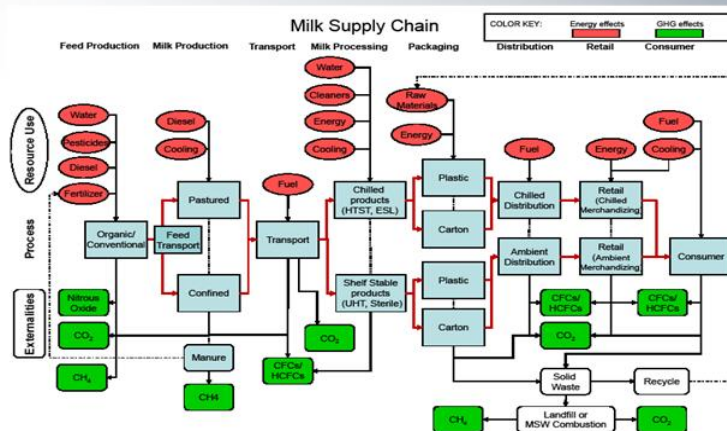 Milk Supply Chain
COLOR KEY:
Energy effects
GHG effects
Feed Production
Milk Production
Transport
Milk Processing
Packaging
Distribution
Retail
Consumer
Resource Use
Process
Externalities
Water
Pesticides
Diesel
Fertilizer
Diesel
Cooling
Fuel
Water
Cleaners
Energy
Cooling
Raw
Materials
Energy
Fuel
Energy
Fuel
Cooling
Organic/
Conventional
Feed
Transport
Pastured
Confined
Transport
Chilled
products
(HTST, ESL)
Shelf Stable
products
(UHT, Sterile)
Plastic
Carton
Plastic
Carton
Chilled
Distribution
Ambient
Distribution
Retail
(Chilled
Merchandizing)
Retail
(Ambient
Merchandizing)
Consumer
Nitrous
Oxide
CO2
CH4
Manure
CH4
CFCs/
HCFCs
CO2
CFCs/
HCFCs
CFCs/
HCFCs
CO2
Solid
Waste
Recycle
CH4
Landfill or
MSW Combustion
CO2